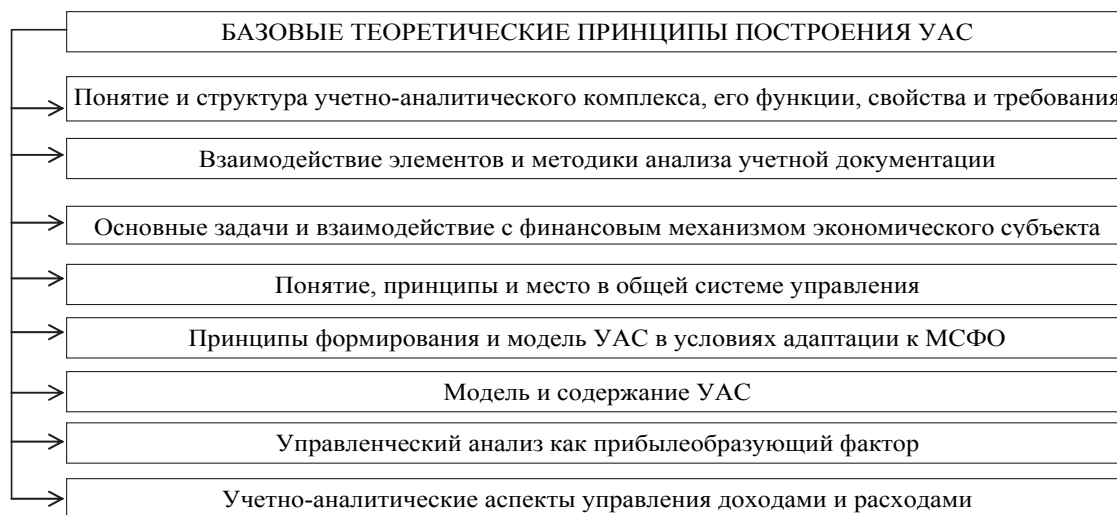 БАЗОВЫЕ ТЕОРЕТИЧЕСКИЕ ПРИНЦИПЫ ПОСТРОЕНИЯ УАС
Понятие и структура учетно-аналитического комплекса, его функции, свойства и требования
Взаимодействие элементов и методики анализа учетной документации
Основные задачи и взаимодействие с финансовым механизмом экономического субъекта
Понятие, принципы и место в общей системе управления
Принципы формирования и модель УАС в условиях адаптации к МСФО
Модель и содержание УАС
Управленческий анализ как прибылеобразующий фактор
Учетно-аналитические аспекты управления доходами и расходами